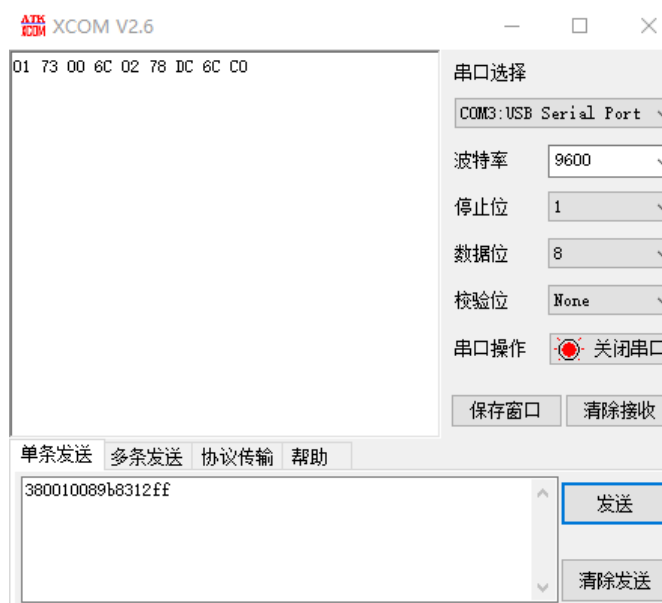 ATK XCOM XCOM V2.6
01 73 00 6C 02 78 DC 6C C0
串口选择
COM3:USB Serial Port
波特率 9600
停止位 1
数据位 8
校验位 None
串口操作 关闭串口
保存窗口 清除接收
单条发送 多条发送 协议传输 帮助
380010089b8312ff
发送
清除发送